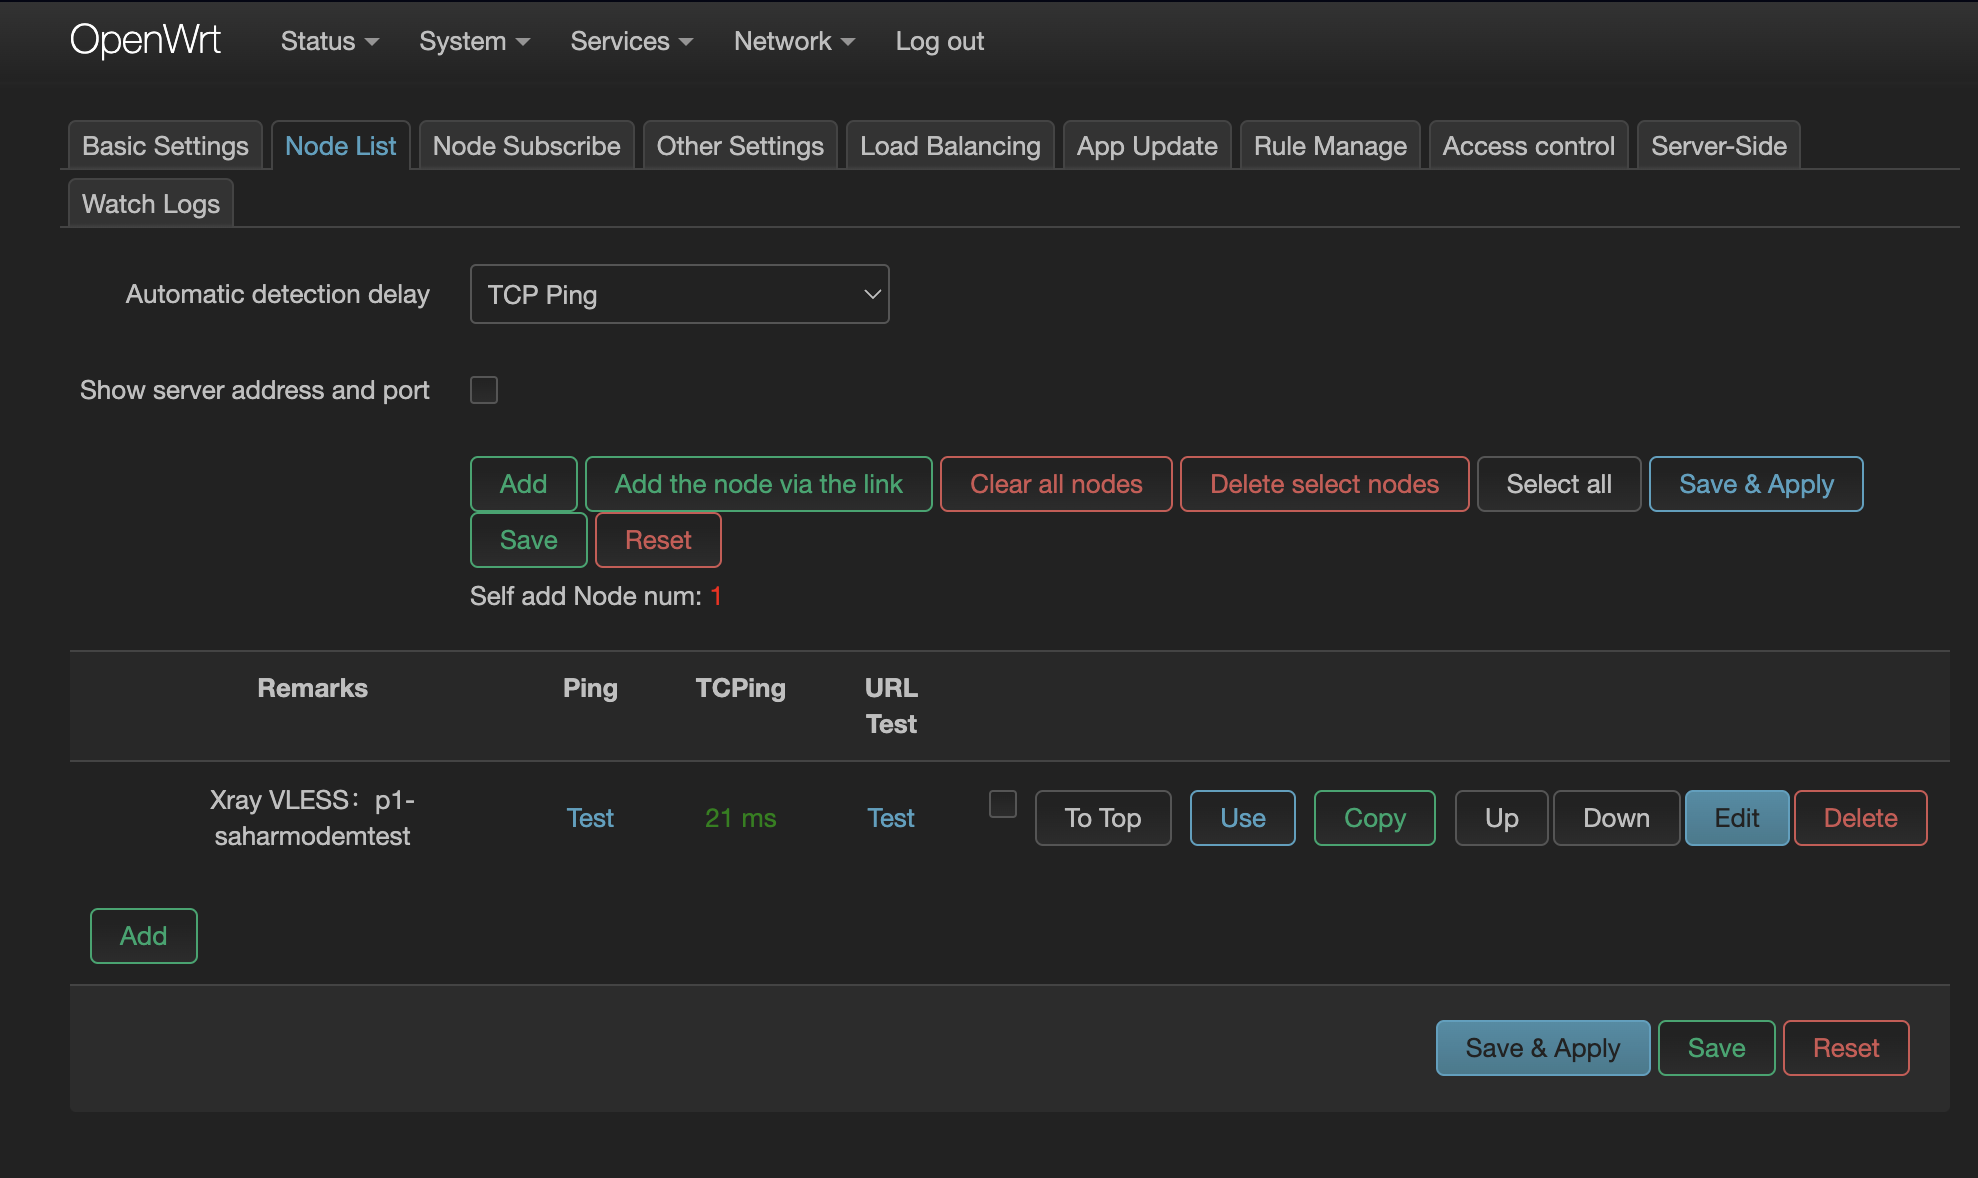 OpenWrt Status System Services Network Log out
Basic Settings Node List Node Subscribe Other Settings Load Balancing App Update Rule Manage Access control Server-Side
Watch Logs
Automatic detection delay TCP Ping
Show server address and port
Add Add the node via the link Clear all nodes Delete select nodes Select all Save & Apply
Save Reset
Self add Node num: 1
Remarks Ping TCPing URL
Test
Xray VLESS：p1-
saharmodemtest Test 21 ms Test To Top Use Copy Up Down Edit Delete
Add
Save & Apply Save Reset